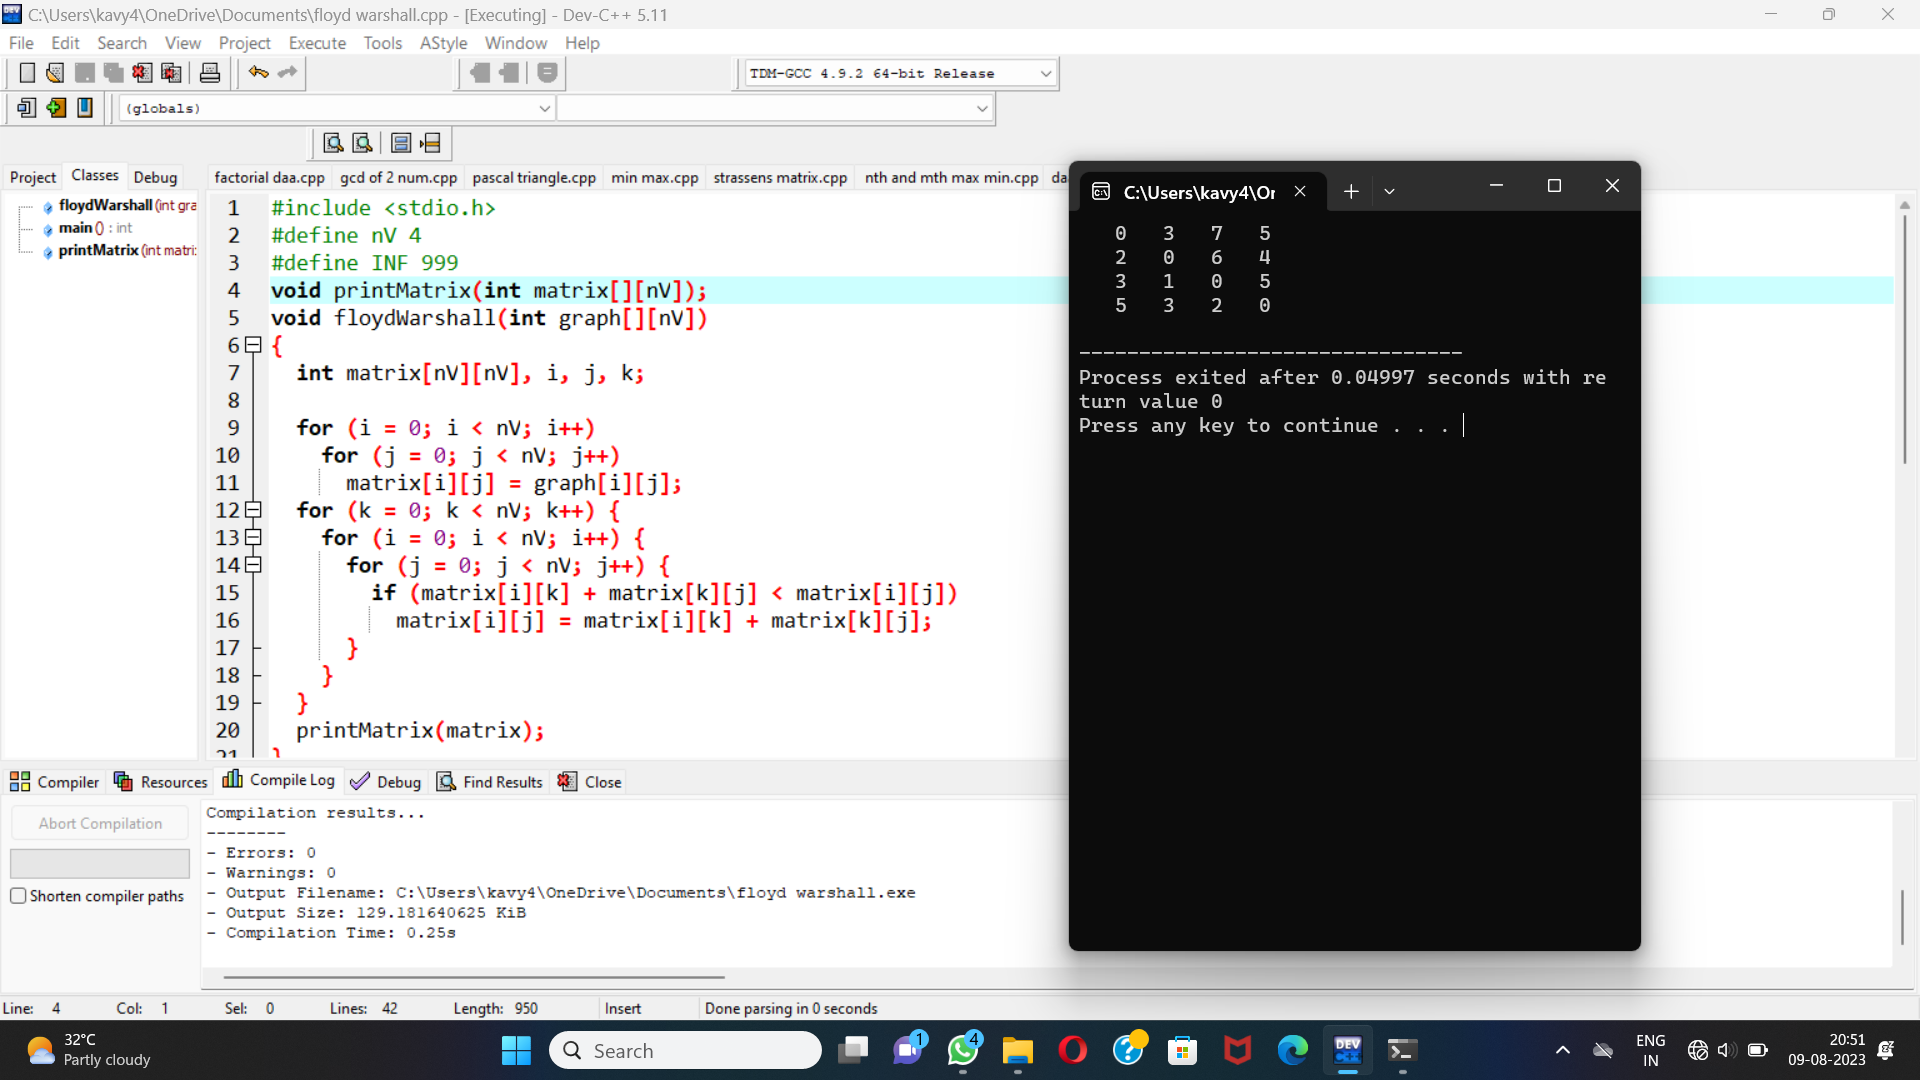 C:\Users\kavy4\OneDrive\Documents\floyd warshall.cpp - [Executing] - Dev-C++ 5.11
File Edit Search View Project Execute Tools AStyle Window Help
TDM-GCC 4.9.2 64-bit Release
(globals)
Project Classes Debug
factorial daa.cpp gcd of 2 num.cpp pascal triangle.cpp min max.cpp strassens matrix.cpp nth and mth max min.cpp da
floydWarshall (int gra
main () : int
printMatrix (int matri:
1 #include <stdio.h>
2 #define nV 4
3 #define INF 999
4 void printMatrix(int matrix[][nV]);
5 void floydWarshall(int graph[][nV])
6 {
7 int matrix[nV][nV], i, j, k;
8
9 for (i = 0; i < nV; i++)
10 for (j = 0; j < nV; j++)
11 matrix[i][j] = graph[i][j];
12 for (k = 0; k < nV; k++) {
13 for (i = 0; i < nV; i++) {
14 for (j = 0; j < nV; j++) {
15 if (matrix[i][k] + matrix[k][j] < matrix[i][j])
16 matrix[i][j] = matrix[i][k] + matrix[k][j];
17 }
18 }
19 }
20 printMatrix(matrix);
21 }
C:\Users\kavy4\Or
0 3 7 5
2 0 6 4
3 1 0 5
5 3 2 0
--------------------------------
Process exited after 0.04997 seconds with re
turn value 0
Press any key to continue . . .
Compiler Resources Compile Log Debug Find Results Close
Abort Compilation
Shorten compiler paths
Compilation results...
--------
- Errors: 0
- Warnings: 0
- Output Filename: C:\Users\kavy4\OneDrive\Documents\floyd warshall.exe
- Output Size: 129.181640625 KiB
- Compilation Time: 0.25s
Line: 4 Col: 1 Sel: 0 Lines: 42 Length: 950 Insert Done parsing in 0 seconds
32°C
Partly cloudy
Search
1
4
DEV
C++
ENG
IN
20:51
09-08-2023